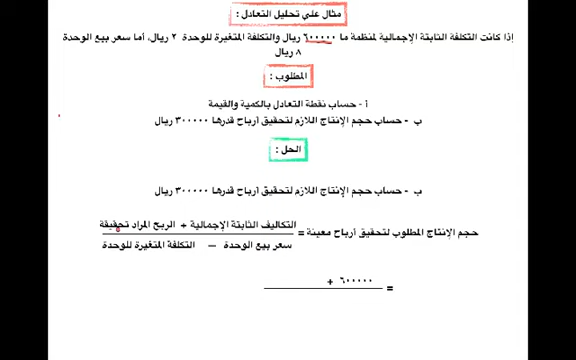 مثال علي تحليل التعادل :
إذا كانت التكلفة الثابتة الإجمالية لمنظمة ما ٦٠٠٠٠٠ ريال والتكلفة المتغيرة للوحدة ٢ ريال، أما سعر بيع الوحدة
٨ ريال
المطلوب :
أ - حساب نقطة التعادل بالكمية والقيمة
ب - حساب حجم الإنتاج اللازم لتحقيق أرباح قدرها ٣٠٠٠٠٠ ريال
الحل :
ب - حساب حجم الإنتاج اللازم لتحقيق أرباح قدرها ٣٠٠٠٠٠ ريال
حجم الإنتاج المطلوب لتحقيق أرباح معينة = التكاليف الثابتة الإجمالية + الربح المراد تحقيقة
سعر بيع الوحدة – التكلفة المتغيرة للوحدة
= ٦٠٠٠٠٠ +